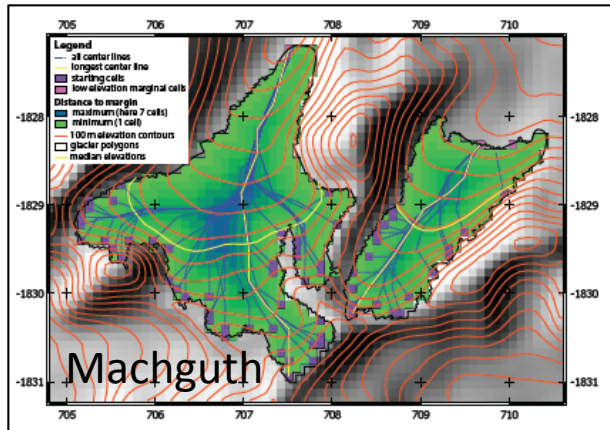 705 706 707 708 709 710
Legend
all center lines
longest center line
starting cells
low elevation marginal cells
Distance to margin
maximum (here 7 cells)
minimum (1 cell)
100 m elevation contours
glacier polygons
median elevations
-1828 -1828
-1829 -1829
-1830 -1830
-1831 -1831
Machguth
705 706 707 708 709 710